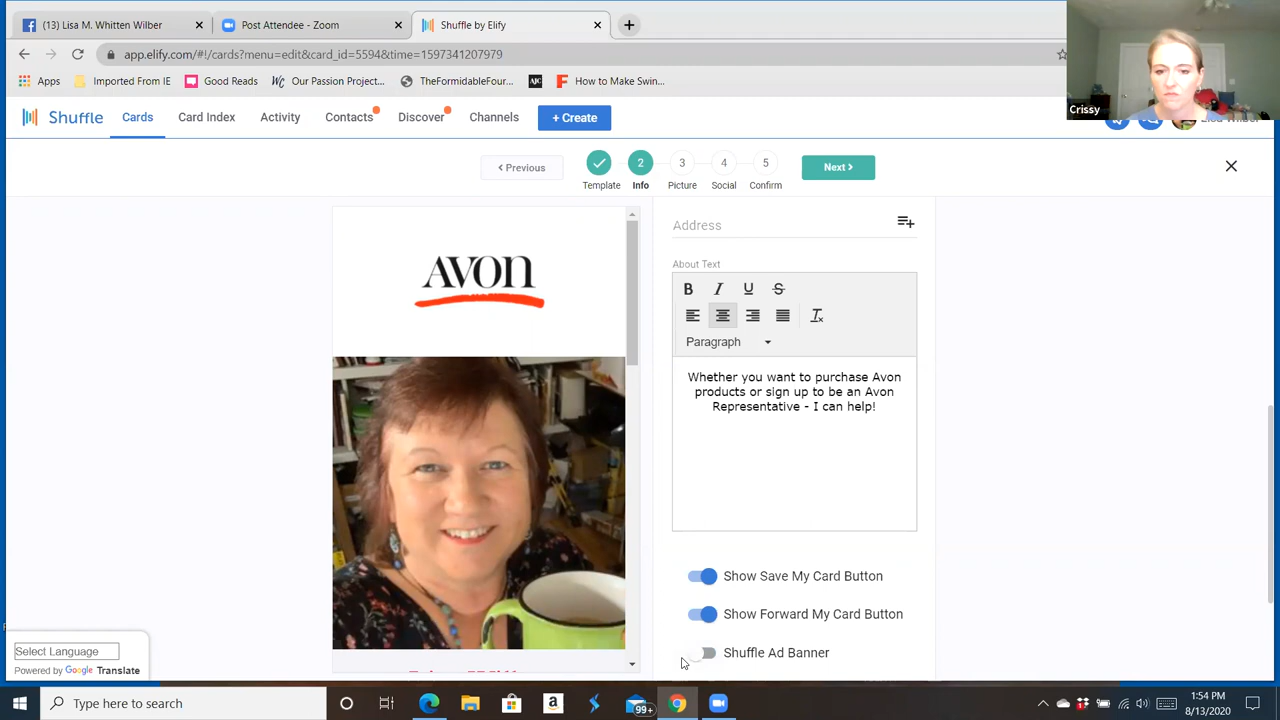 (13) Lisa M. Whitten Wilber
Post Attendee - Zoom
Shuffle by Elify
app.elify.com/#!/cards?menu=edit&card_id=5594&time=1597341207979
Apps
Imported From IE
Good Reads
Our Passion Project...
TheFormidableFour...
AJC
How to Make Swin...
Crissy
Shuffle
Cards
Card Index
Activity
Contacts
Discover
Channels
+ Create
Previous
2
3
4
5
Template
Info
Picture
Social
Confirm
Next
Address
AVON
About Text
B I U S
Paragraph
Whether you want to purchase Avon
products or sign up to be an Avon
Representative - I can help!
Show Save My Card Button
Show Forward My Card Button
Shuffle Ad Banner
Select Language
Powered by Google Translate
Type here to search
99+
1:54 PM
8/13/2020